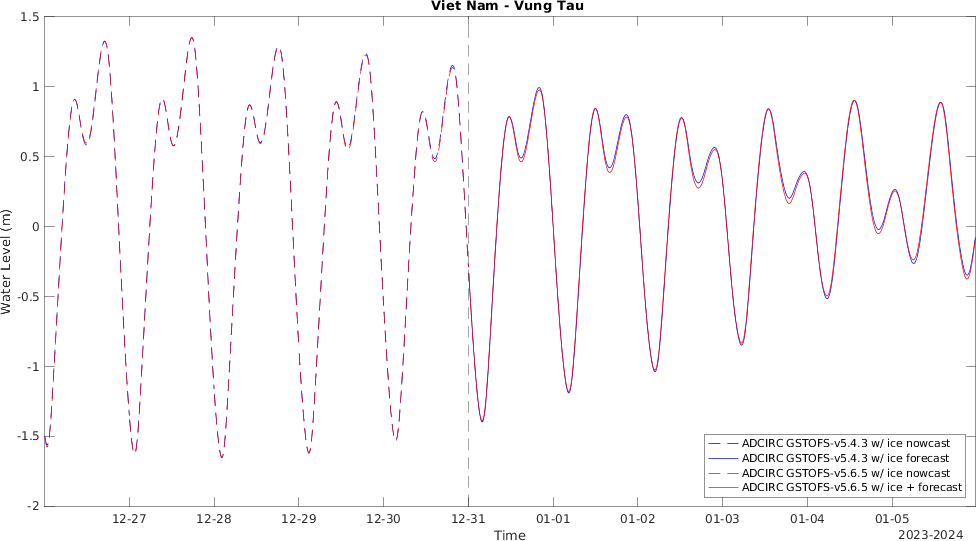 Viet Nam - Vung Tau
Water Level (m)
1.5
1
0.5
0
-0.5
-1
-1.5
-2
12-27
12-28
12-29
12-30
12-31
01-01
01-02
01-03
01-04
01-05
Time
2023-2024
ADCIRC GSTOFS-v5.4.3 w/ ice nowcast
ADCIRC GSTOFS-v5.4.3 w/ ice forecast
ADCIRC GSTOFS-v5.6.5 w/ ice nowcast
ADCIRC GSTOFS-v5.6.5 w/ ice + forecast